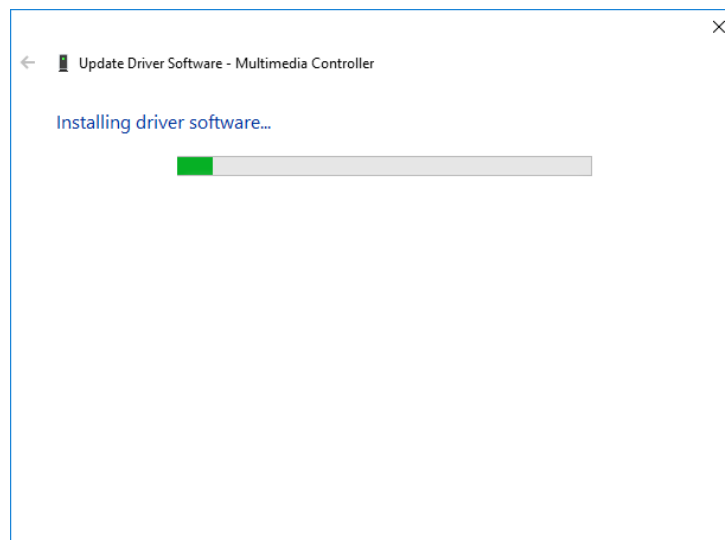 Update Driver Software - Multimedia Controller
Installing driver software...